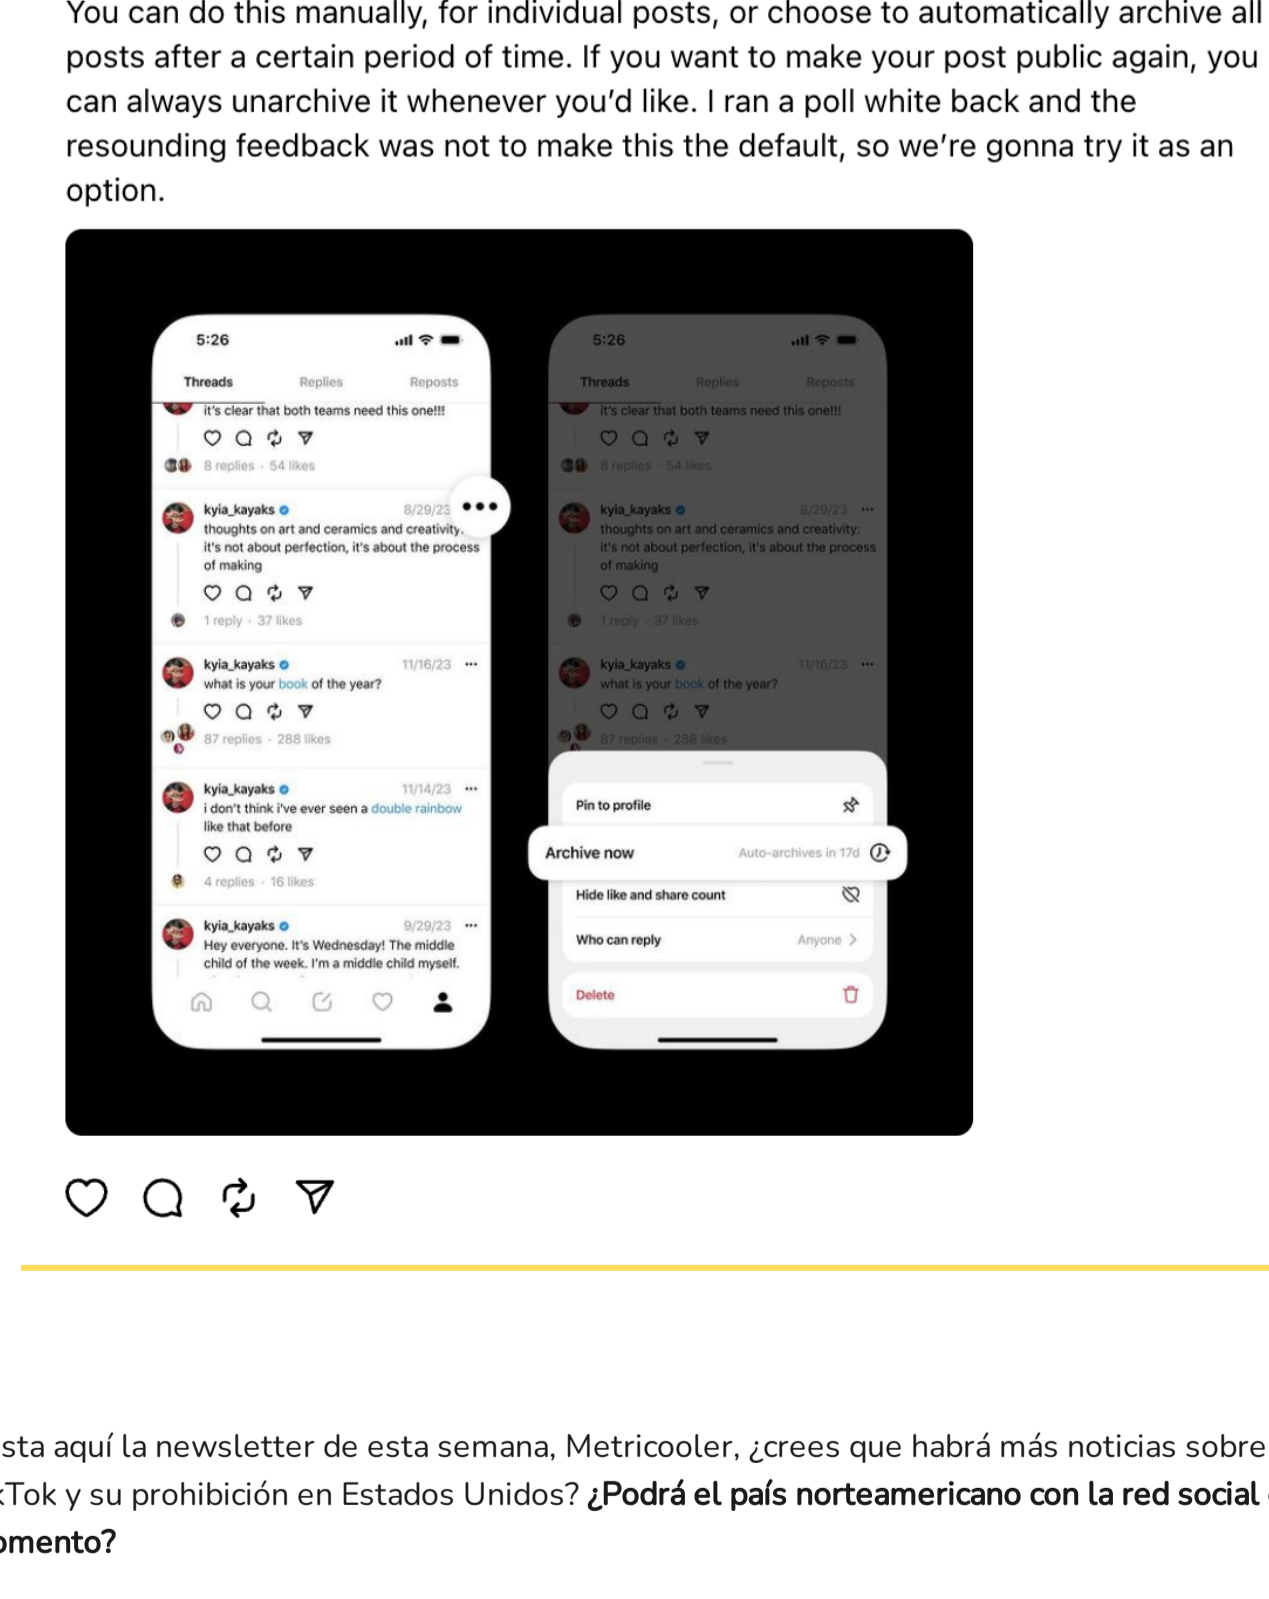 You can do this manually, for individual posts, or choose to automatically archive all
posts after a certain period of time. If you want to make your post public again, you
can always unarchive it whenever you’d like. I ran a poll white back and the
resounding feedback was not to make this the default, so we’re gonna try it as an
option.
5:26
Threads Replies Reposts
it's clear that both teams need this one!!!
8 replies · 54 likes
kyia_kayaks 8/29/23
thoughts on art and ceramics and creativity:
it's not about perfection, it's about the process
of making
1 reply · 37 likes
kyia_kayaks 11/16/23
what is your book of the year?
87 replies · 288 likes
kyia_kayaks 11/14/23
i don't think i've ever seen a double rainbow
like that before
4 replies · 16 likes
kyia_kayaks 9/29/23
Hey everyone. It's Wednesday! The middle
child of the week. I'm a middle child myself.
5:26
Threads Replies Reposts
it's clear that both teams need this one!!!
8 replies · 54 likes
kyia_kayaks 8/29/23
thoughts on art and ceramics and creativity:
it's not about perfection, it's about the process
of making
1 reply · 37 likes
kyia_kayaks 11/16/23
what is your book of the year?
87 replies · 288 likes
Pin to profile
Archive now Auto-archives in 17d
Hide like and share count
Who can reply Anyone
Delete
sta aquí la newsletter de esta semana, Metricooler, ¿crees que habrá más noticias sobre
kTok y su prohibición en Estados Unidos? ¿Podrá el país norteamericano con la red social
omento?